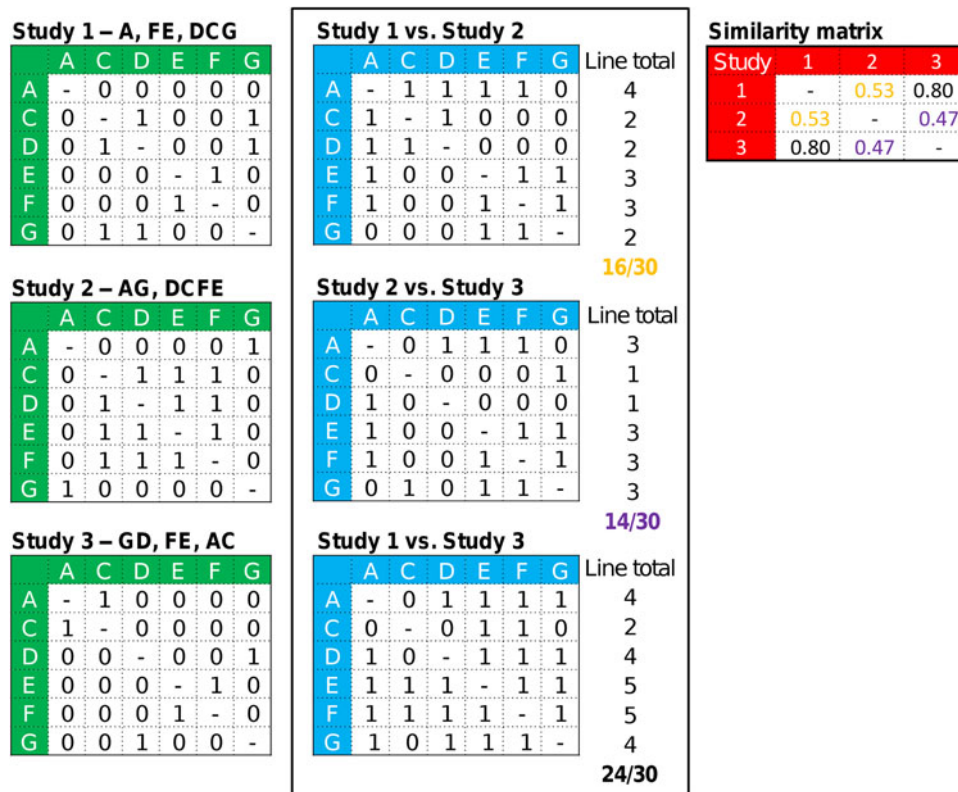 Study 1 – A, FE, DCG
A C D E F G
A - 0 0 0 0 0
C 0 - 1 0 0 1
D 0 1 - 0 0 1
E 0 0 0 - 1 0
F 0 0 0 1 - 0
G 0 1 1 0 0 -
Study 2 – AG, DCFE
A C D E F G
A - 0 0 0 0 1
C 0 - 1 1 1 0
D 0 1 - 1 1 0
E 0 1 1 - 1 0
F 0 1 1 1 - 0
G 1 0 0 0 0 -
Study 3 – GD, FE, AC
A C D E F G
A - 1 0 0 0 0
C 1 - 0 0 0 0
D 0 0 - 0 0 1
E 0 0 0 - 1 0
F 0 0 0 1 - 0
G 0 0 1 0 0 -
Study 1 vs. Study 2
A C D E F G Line total
A - 1 1 1 1 0 4
C 1 - 1 0 0 0 2
D 1 1 - 0 0 0 2
E 1 0 0 - 1 1 3
F 1 0 0 1 - 1 3
G 0 0 0 1 1 - 2
16/30
Study 2 vs. Study 3
A C D E F G Line total
A - 0 1 1 1 0 3
C 0 - 0 0 0 1 1
D 1 0 - 0 0 0 1
E 1 0 0 - 1 1 3
F 1 0 0 1 - 1 3
G 0 1 0 1 1 - 3
14/30
Study 1 vs. Study 3
A C D E F G Line total
A - 0 1 1 1 1 4
C 0 - 0 1 1 0 2
D 1 0 - 1 1 1 4
E 1 1 1 - 1 1 5
F 1 1 1 1 - 1 5
G 1 0 1 1 1 - 4
24/30
Similarity matrix
Study 1 2 3
1 - 0.53 0.80
2 0.53 - 0.47
3 0.80 0.47 -